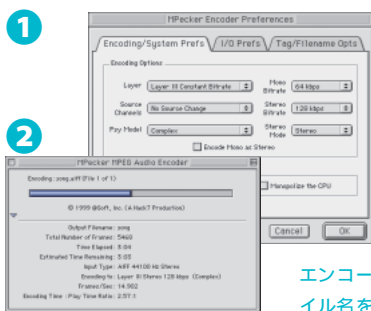 1
MPecker Encoder Preferences
Encoding/System Prefs
I/O Prefs
Tag/Filename Opts
Encoding Options
Layer
Layer III Constant Bitrate
Mono Bitrate
64 kbps
Source Channels
No Source Change
Stereo Bitrate
128 kbps
Psy Model
Complex
Stereo Mode
Stereo
Encode Mono as Stereo
Monopolize the CPU
Cancel
OK
2
MPecker MPEG Audio Encoder
Encoding: song.aiff (File 1 of 1)
© 1999 @Soft, Inc. (A Hack7 Production)
Output Filename: song
Total Number of Frames: 5460
Time Elapsed: 3:04
Estimated Time Remaining: 3:03
Input Type: AIFF 44100 Hz Stereo
Encoding to: Layer III Stereo 128 kbps (Complex)
Frames/Sec: 14.902
Encoding Time : Play Time Ratio: 2.57:1
エンコー
イル名を